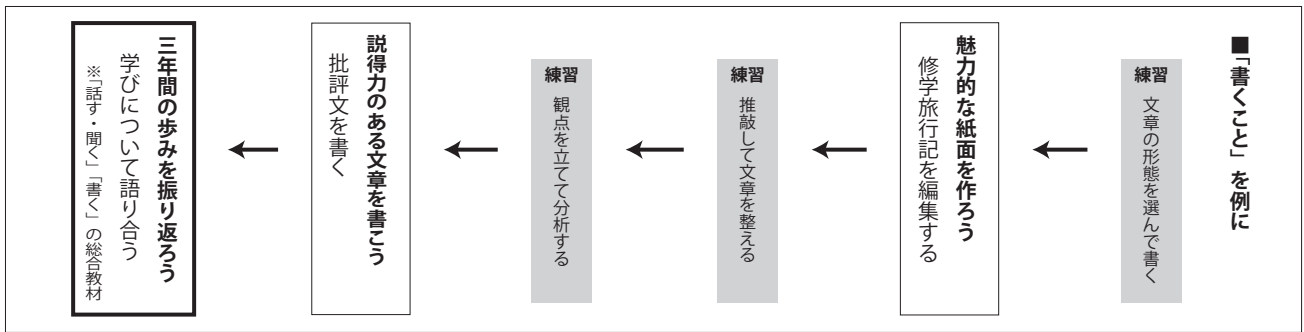 ■「書くこと」を例に
練習　文章の形態を選んで書く
魅力的な紙面を作ろう
修学旅行記を編集する
練習　推敲して文章を整える
練習　観点を立てて分析する
説得力のある文章を書こう
批評文を書く
三年間の歩みを振り返ろう
学びについて語り合う
※「話す・聞く」「書く」の総合教材